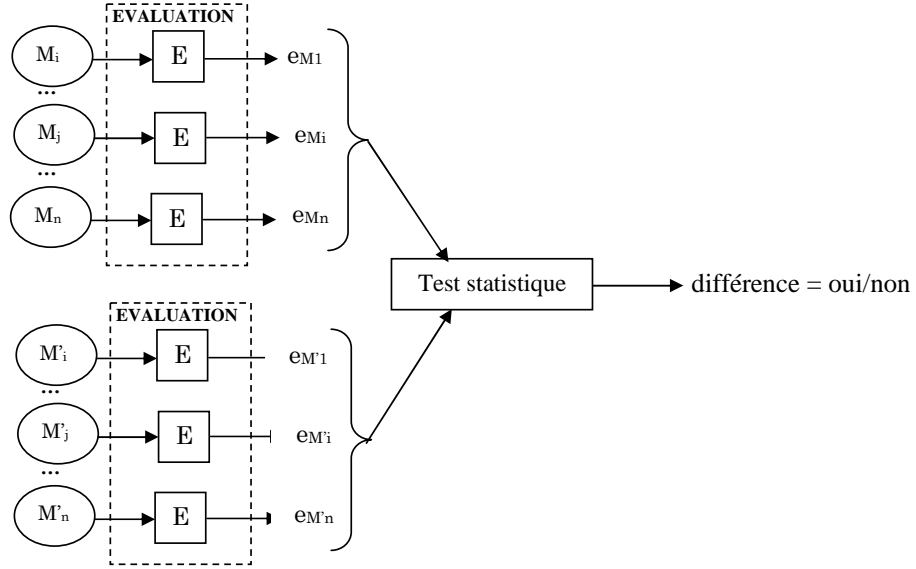 EVALUATION
Mi E eM1
...
Mj E eMi
...
Mn E eMn
Test statistique différence = oui/non
EVALUATION
M'i E eM'1
...
M'j E eM'i
...
M'n E eM'n